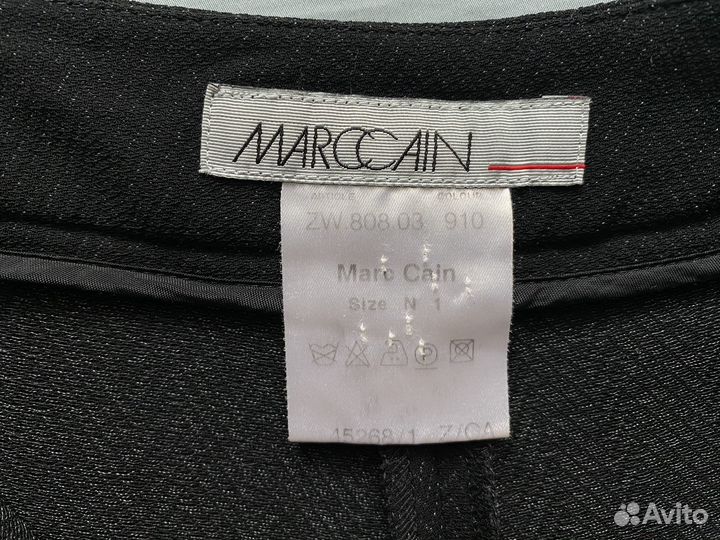 MARCCAIN
ARTICLE COLOUR
ZW.808.03 910
Marc Cain
Size N 1
P
15268/1 Z/CA
Avito